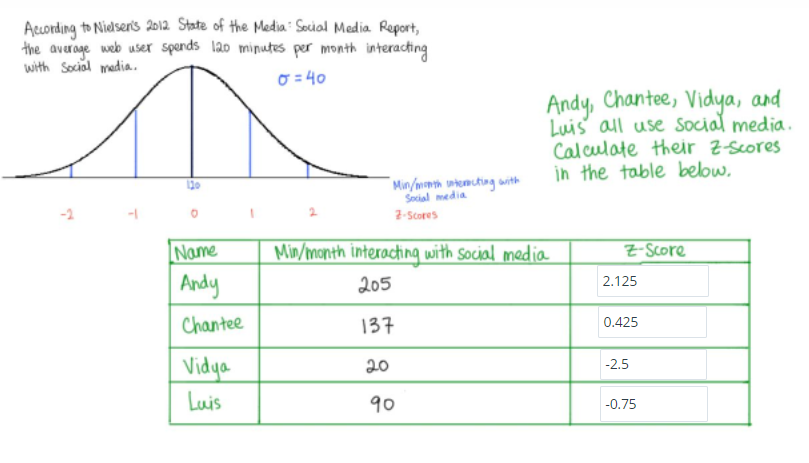 According to Nielsen's 2012 State of the Media: Social Media Report,
the average web user spends 120 minutes per month interacting
with Social media.
σ = 40
Andy, Chantee, Vidya, and
Luis all use Social media.
Calculate their z-scores
in the table below.
120
Min/month interacting with
Social media
-2 -1 0 1 2 z-scores
Name Min/month interacting with social media z-score
Andy 205 2.125
Chantee 137 0.425
Vidya 20 -2.5
Luis 90 -0.75